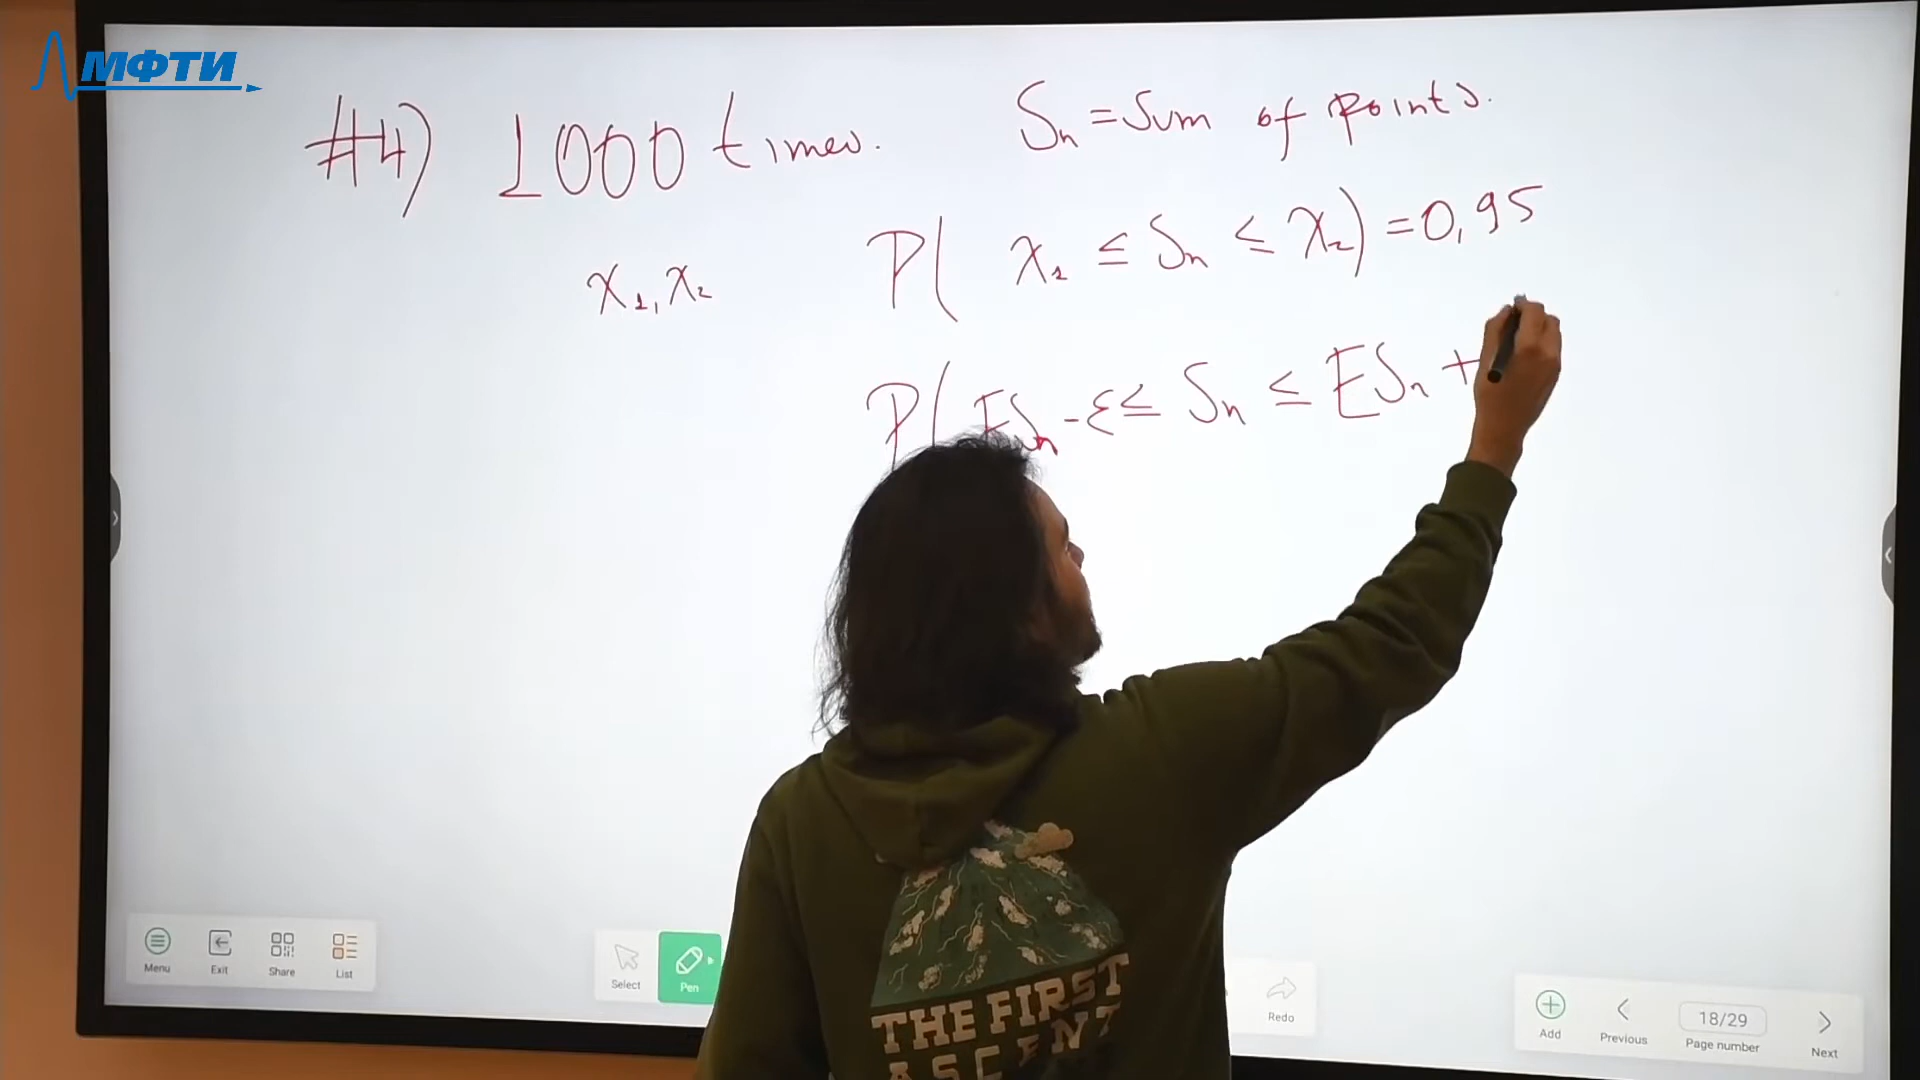 МФТИ
#4) 1000 times. Sn = Sum of points.
P( x1 ≤ Sn ≤ x2) = 0,95
x1, x2
P( ESn - ε ≤ Sn ≤ ESn +
Menu Exit Share List
Select Pen
Redo
Add Previous 18/29 Page number Next
THE FIRST
ASCENT